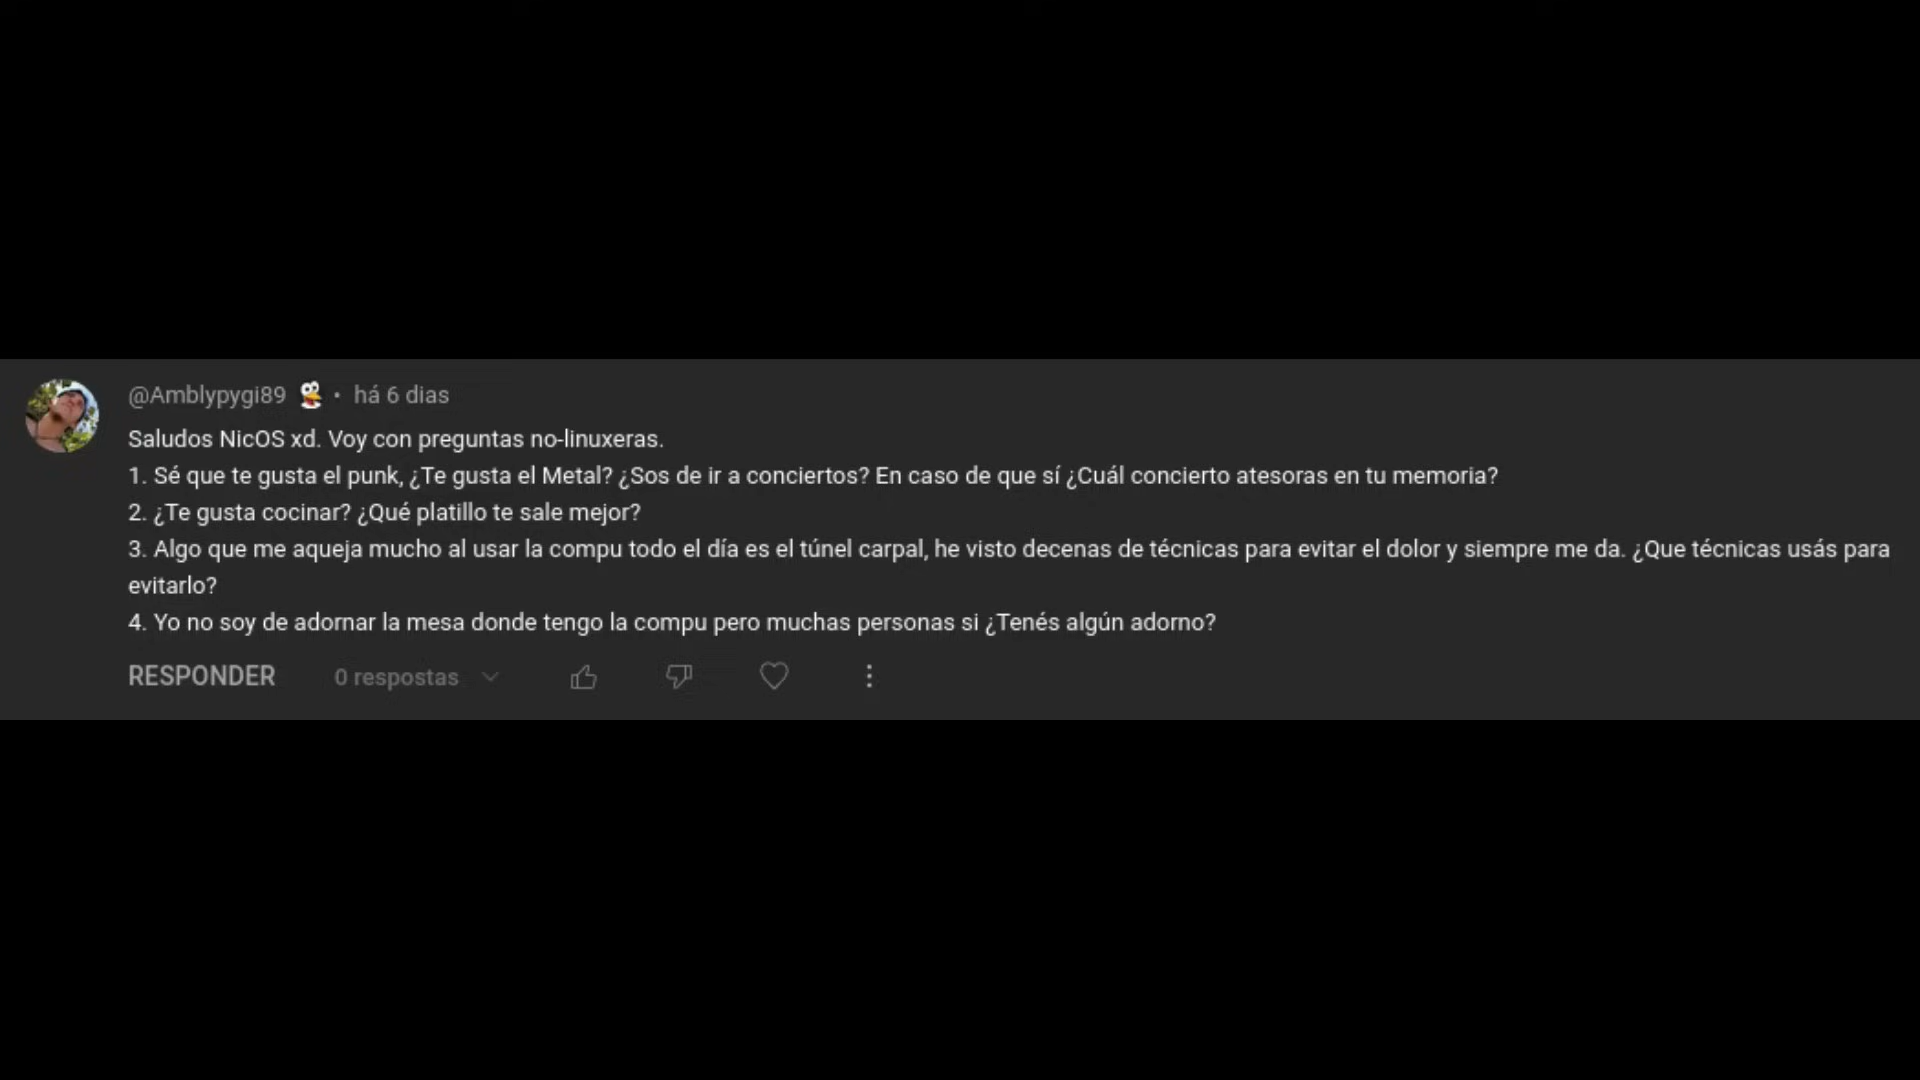 @Amblypygi89 • há 6 dias
Saludos NicOS xd. Voy con preguntas no-linuxeras.
1. Sé que te gusta el punk, ¿Te gusta el Metal? ¿Sos de ir a conciertos? En caso de que sí ¿Cuál concierto atesoras en tu memoria?
2. ¿Te gusta cocinar? ¿Qué platillo te sale mejor?
3. Algo que me aqueja mucho al usar la compu todo el día es el túnel carpal, he visto decenas de técnicas para evitar el dolor y siempre me da. ¿Que técnicas usás para
evitarlo?
4. Yo no soy de adornar la mesa donde tengo la compu pero muchas personas si ¿Tenés algún adorno?
RESPONDER 0 respostas